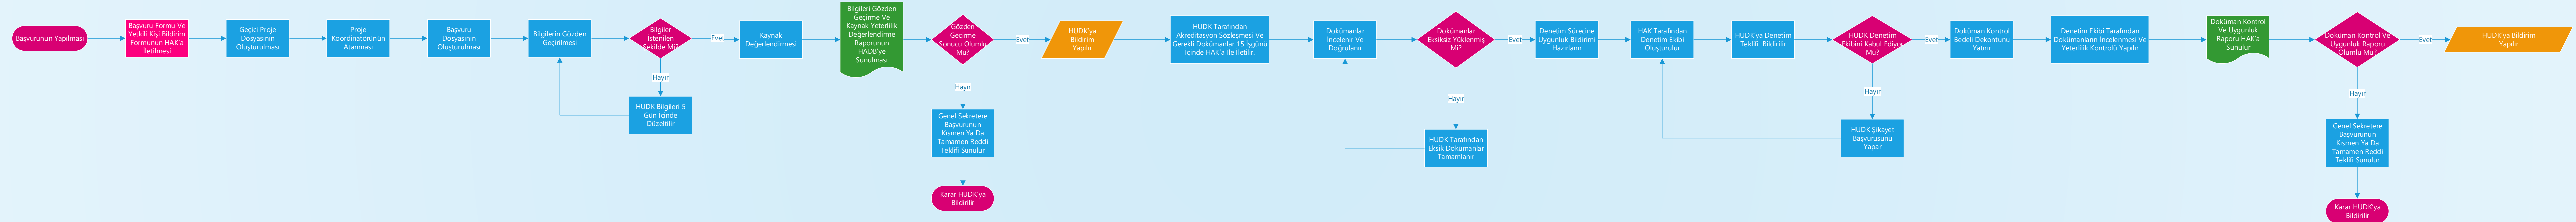 Başvurunun Yapılması
Başvuru Formu Ve
Yetkili Kişi Bildirim
Formunun HAK'a
İletilmesi
Geçici Proje
Dosyasının
Oluşturulması
Proje
Koordinatörünün
Atanması
Başvuru
Dosyasının
Oluşturulması
Bilgilerin Gözden
Geçirilmesi
Bilgiler
İstenilen
Şekilde Mi?
Evet
Hayır
HUDK Bilgileri 5
Gün İçinde
Düzeltilir
Kaynak
Değerlendirmesi
Bilgileri Gözden
Geçirme Ve
Kaynak Yeterlilik
Değerlendirme
Raporunun
HADB'ye
Sunulması
Gözden
Geçirme
Sonucu Olumlu
Mu?
Evet
Hayır
Genel Sekretere
Başvurunun
Kısmen Ya Da
Tamamen Reddi
Teklifi Sunulur
Karar HUDK'ya
Bildirilir
HUDK'ya
Bildirim
Yapılır
HUDK Tarafından
Akreditasyon Sözleşmesi Ve
Gerekli Dokümanlar 15 İşgünü
İçinde HAK'a İle İletilir.
Dokümanlar
İncelenir Ve
Doğrulanır
Dokümanlar
Eksiksiz Yüklenmiş
Mi?
Evet
Hayır
HUDK Tarafından
Eksik Dokümanlar
Tamamlanır
Denetim Sürecine
Uygunluk Bildirimi
Hazırlanır
HAK Tarafından
Denetim Ekibi
Oluşturulur
HUDK'ya Denetim
Teklifi Bildirilir
HUDK Denetim
Ekibini Kabul Ediyor
Mu?
Evet
Hayır
HUDK Şikayet
Başvurusunu
Yapar
Doküman Kontrol
Bedeli Dekontunu
Yatırır
Denetim Ekibi Tarafından
Dokümanların İncelenmesi Ve
Yeterlilik Kontrolü Yapılır
Doküman Kontrol
Ve Uygunluk
Raporu HAK'a
Sunulur
Doküman Kontrol Ve
Uygunluk Raporu
Olumlu Mu?
Evet
Hayır
Genel Sekretere
Başvurunun
Kısmen Ya Da
Tamamen Reddi
Teklifi Sunulur
Karar HUDK'ya
Bildirilir
HUDK'ya Bildirim
Yapılır